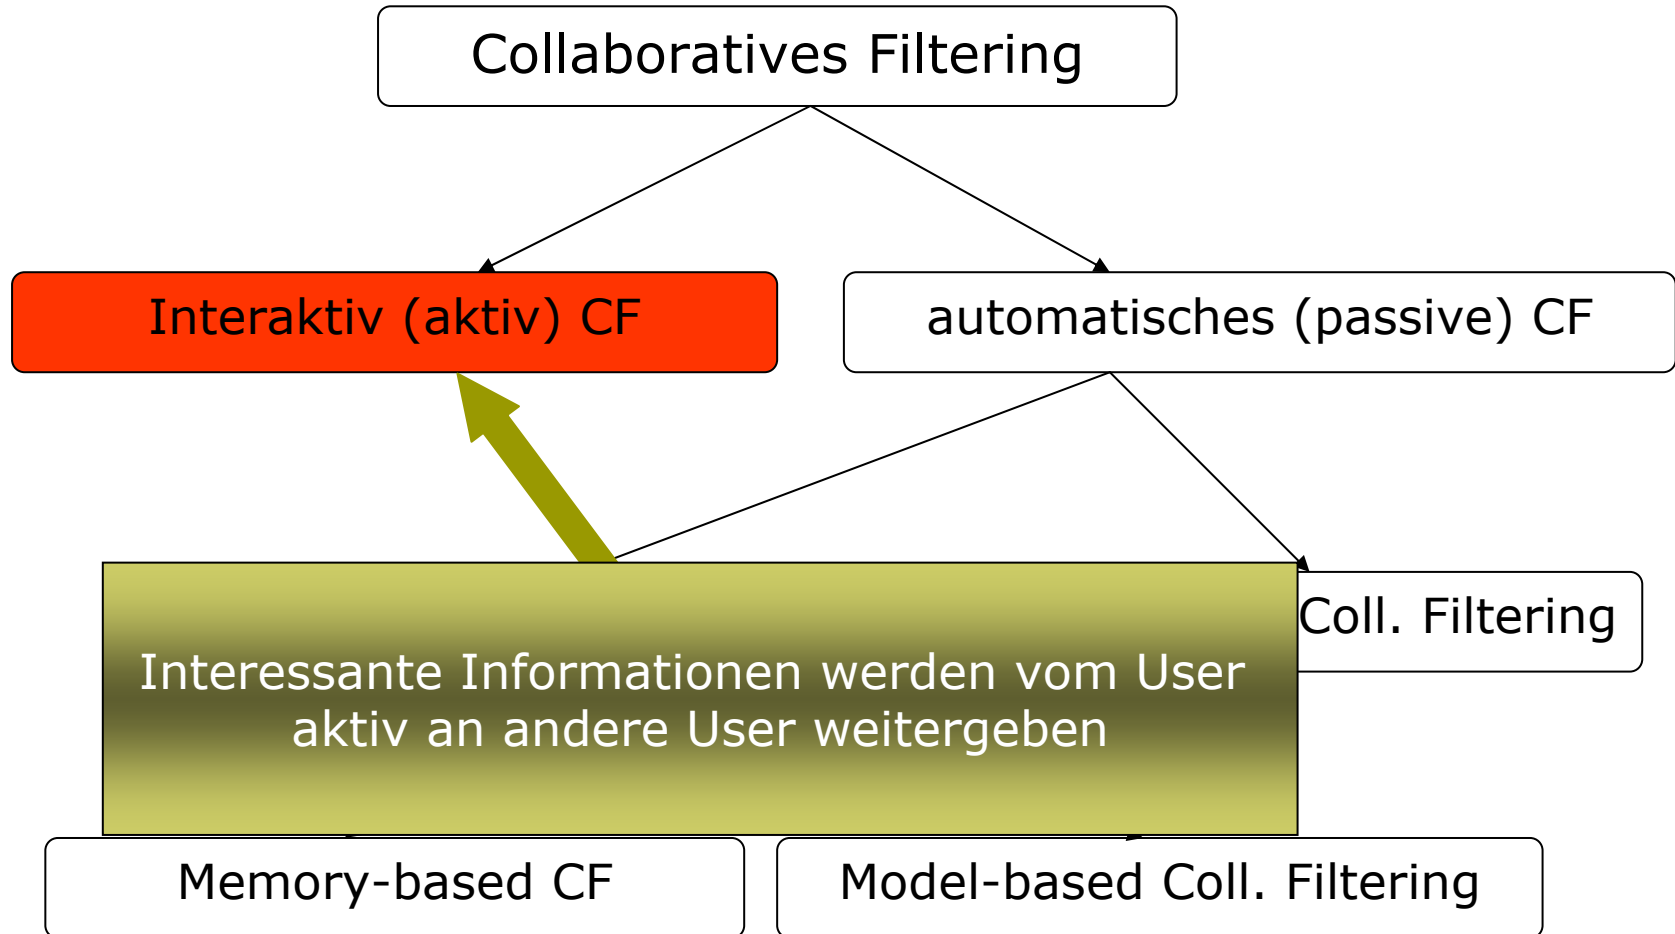 Collaboratives Filtering
Interaktiv (aktiv) CF
automatisches (passive) CF
Coll. Filtering
Interessante Informationen werden vom User
aktiv an andere User weitergeben
Memory-based CF
Model-based Coll. Filtering